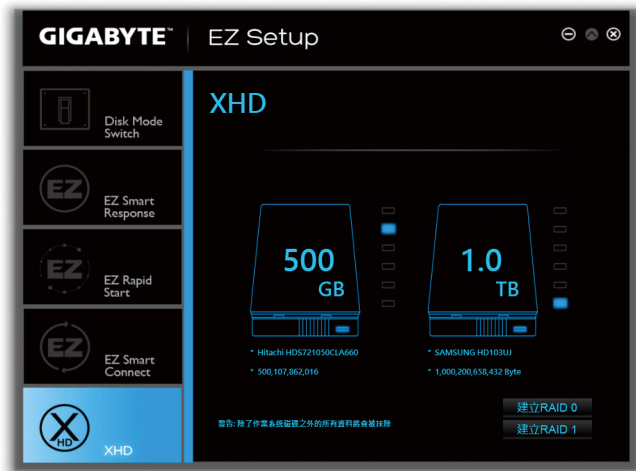 GIGABYTE™ EZ Setup
Disk Mode
Switch
EZ
EZ Smart
Response
EZ
EZ Rapid
Start
EZ
EZ Smart
Connect
X
HD
XHD
XHD
500
GB
1.0
TB
* Hitachi HDS721050CLA660
* 500,107,862,016
* SAMSUNG HD103UJ
* 1,000,200,658,432 Byte
警告: 除了作業系統磁碟之外的所有資料將會被抹除
建立RAID 0
建立RAID 1